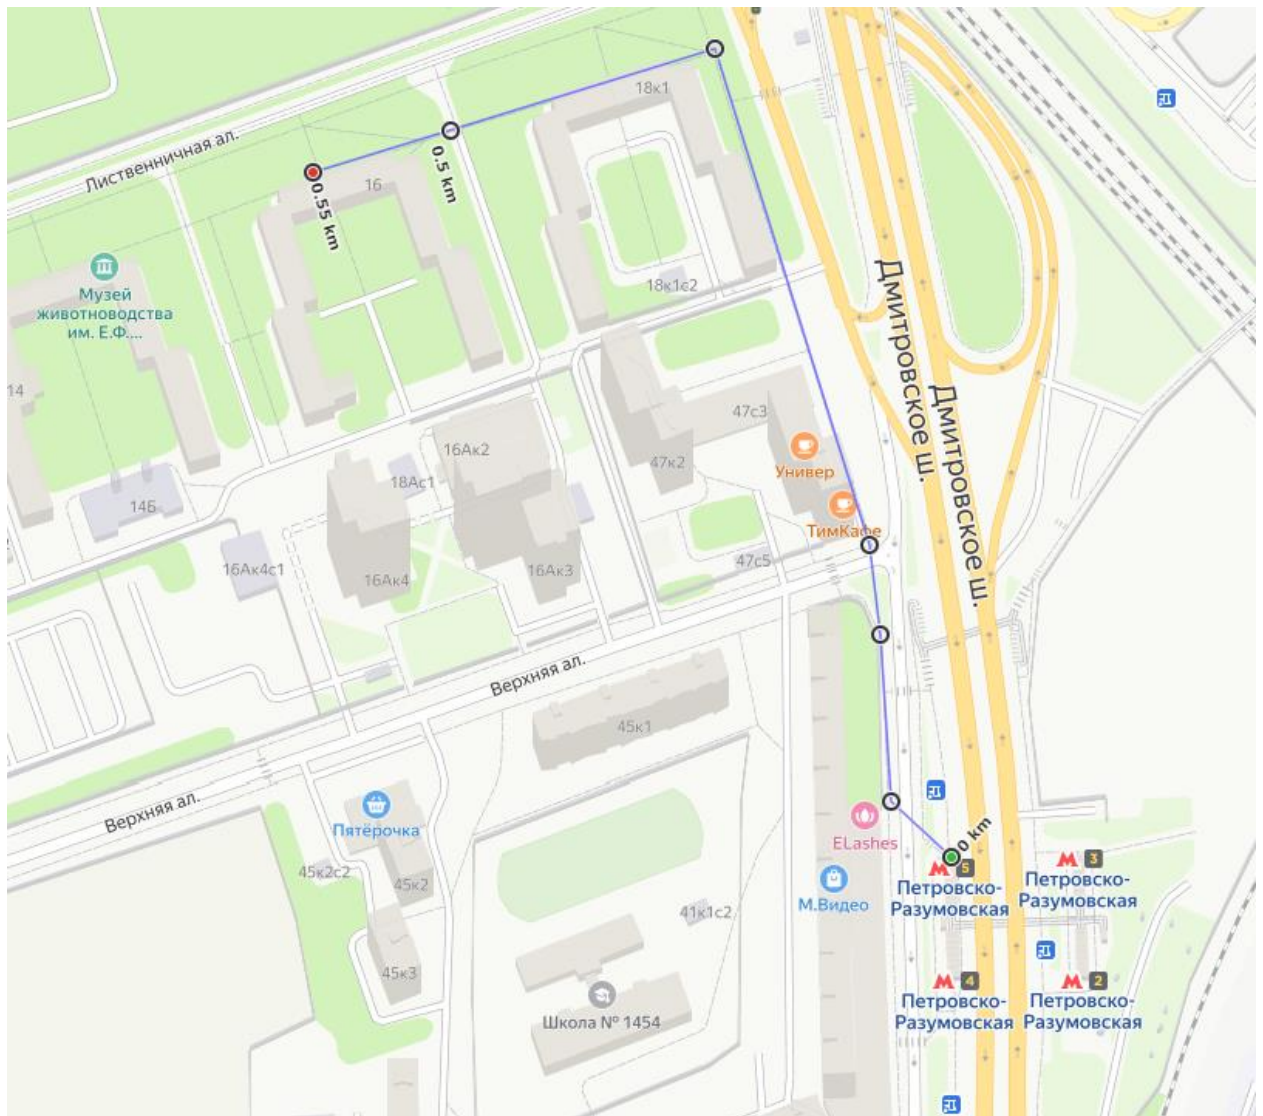 18к1
Лиственничная ал.
0.5 km
16
0.55 km
Музей
животноводства
им. Е.Ф....
18к1с2
Дмитровское ш.
Дмитровское ш.
14
47с3
16Ак2
47к2
Универ
18Ас1
14Б
ТимКафе
47с5
16Ак4с1
16Ак4
16Ак3
Верхняя ал.
45к1
Верхняя ал.
Пятёрочка
ELashes
0 km
45к2с2
45к2
М.Видео
5
Петровско-
Разумовская
3
Петровско-
Разумовская
41к1с2
45к3
Школа № 1454
4
Петровско-
Разумовская
2
Петровско-
Разумовская